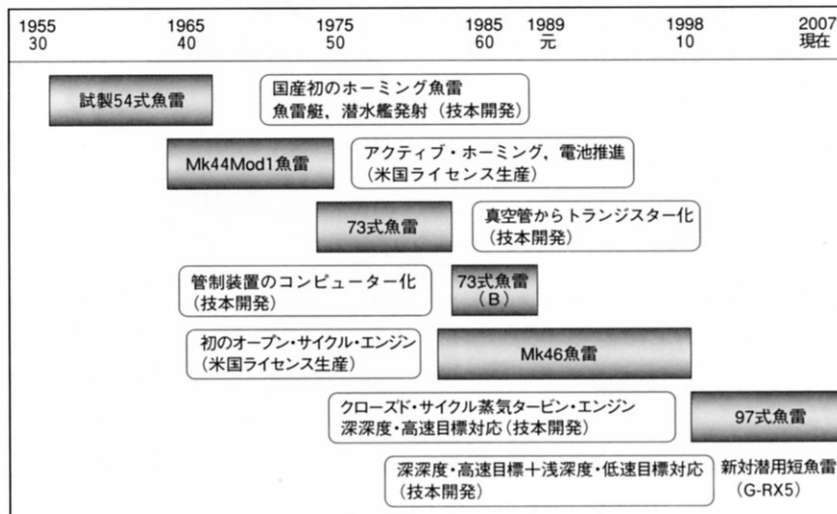 1955 1965 1975 1985 1989 1998 2007
30 40 50 60 元 10 現在
試製54式魚雷
国産初のホーミング魚雷
魚雷艇，潜水艦発射（技本開発）
Mk44Mod1魚雷
アクティブ・ホーミング，電池推進
（米国ライセンス生産）
73式魚雷
真空管からトランジスター化
（技本開発）
管制装置のコンピューター化
（技本開発）
73式魚雷
（B）
初のオープン・サイクル・エンジン
（米国ライセンス生産）
Mk46魚雷
クローズド・サイクル蒸気タービン・エンジン
深深度・高速目標対応（技本開発）
97式魚雷
深深度・高速目標＋浅深度・低速目標対応
（技本開発）
新対潜用短魚雷
（G-RX5）